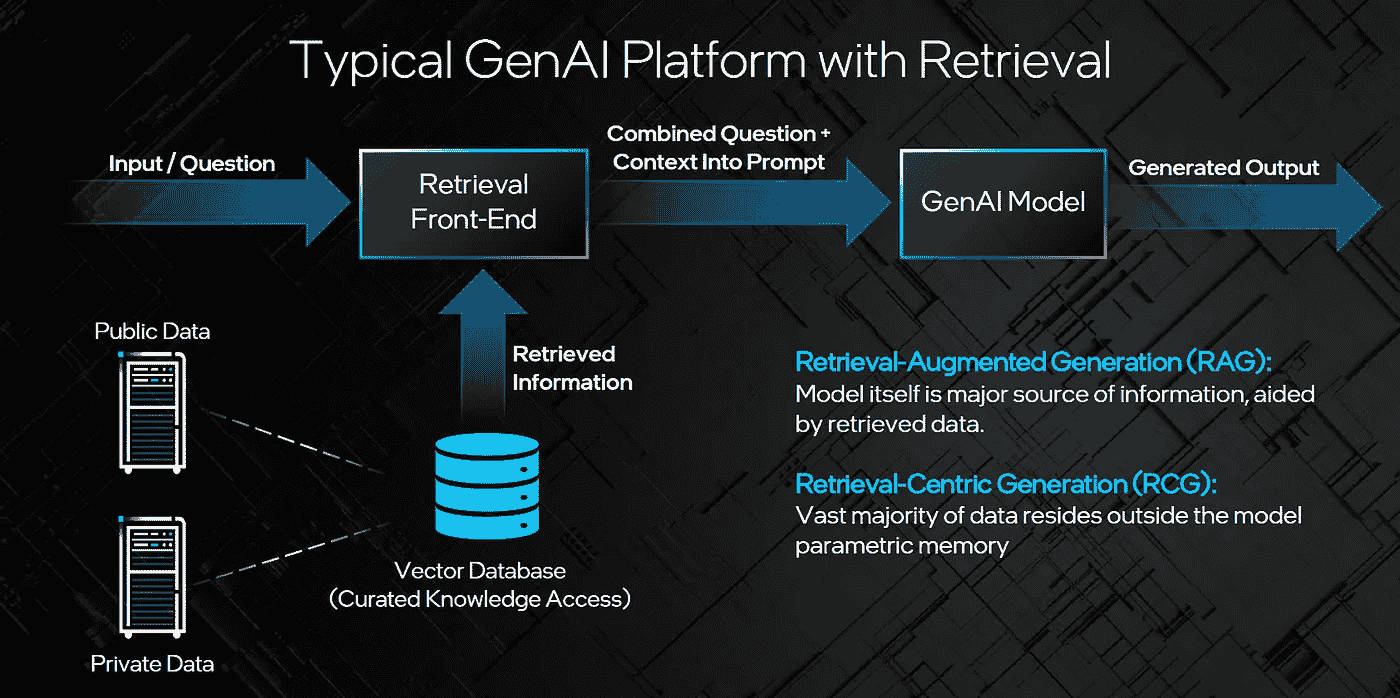 Typical GenAI Platform with Retrieval
Input / Question
Retrieval
Front-End
Combined Question +
Context Into Prompt
GenAI Model
Generated Output
Public Data
Retrieved
Information
Vector Database
(Curated Knowledge Access)
Private Data
Retrieval-Augmented Generation (RAG):
Model itself is major source of information, aided
by retrieved data.
Retrieval-Centric Generation (RCG):
Vast majority of data resides outside the model
parametric memory